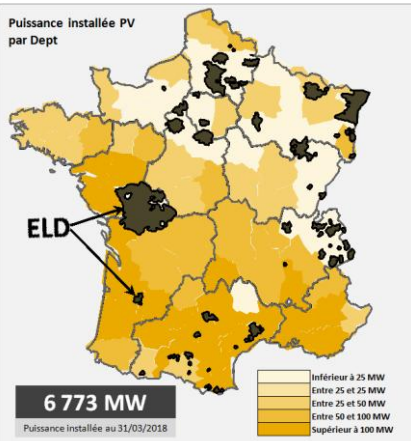 Puissance installée PV
par Dept
ELD
6 773 MW
Puissance installée au 31/03/2018
Inférieur à 25 MW
Entre 25 et 25 MW
Entre 25 et 50 MW
Entre 50 et 100 MW
Supérieur à 100 MW